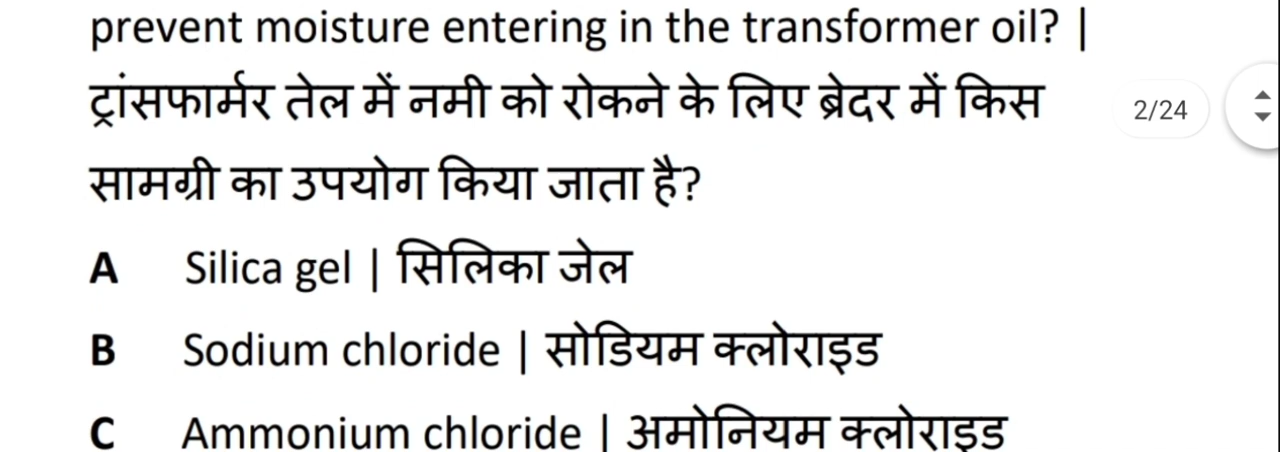 prevent moisture entering in the transformer oil? |
ट्रांसफार्मर तेल में नमी को रोकने के लिए ब्रेदर में किस
2/24
सामग्री का उपयोग किया जाता है?
A Silica gel | सिलिका जेल
B Sodium chloride | सोडियम क्लोराइड
C Ammonium chloride | अमोनियम क्लोराइड